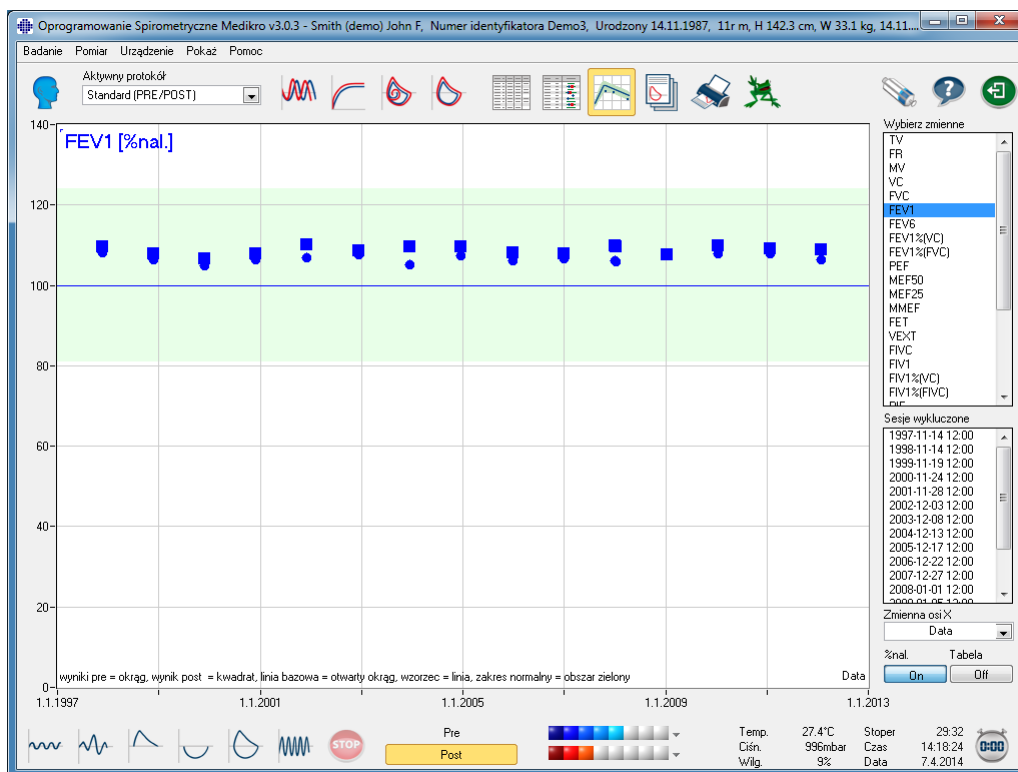 Oprogramowanie Spirometryczne Medikro v3.0.3 - Smith (demo) John F, Numer identyfikatora Demo3, Urodzony 14.11.1987, 11r m, H 142.3 cm, W 33.1 kg, 14.11....
Badanie Pomiar Urządzenie Pokaż Pomoc
Aktywny protokół
Standard (PRE/POST)
Wybierz zmienne
TV
FR
MV
VC
FVC
FEV1
FEV6
FEV1%(VC)
FEV1%(FVC)
PEF
MEF50
MEF25
MMEF
FET
VEXT
FIVC
FIV1
FIV1%(VC)
FIV1%(FIVC)
PIF
Sesje wykluczone
1997-11-14 12:00
1998-11-14 12:00
1999-11-19 12:00
2000-11-24 12:00
2001-11-28 12:00
2002-12-03 12:00
2003-12-08 12:00
2004-12-13 12:00
2005-12-17 12:00
2006-12-22 12:00
2007-12-27 12:00
2008-01-01 12:00
2009-01-05 12:00
Zmienna osi X
Data
%nal. Tabela
On Off
FEV1 [%nal.]
140
120
100
80
60
40
20
0
wyniki pre = okrąg, wynik post = kwadrat, linia bazowa = otwarty okrąg, wzorzec = linia, zakres normalny = obszar zielony
Data
1.1.1997 1.1.2001 1.1.2005 1.1.2009 1.1.2013
STOP
Pre
Post
Temp. 27.4°C Stoper 29:32
Ciśn. 996mbar Czas 14:18:24
Wilg. 9% Data 7.4.2014
0:00